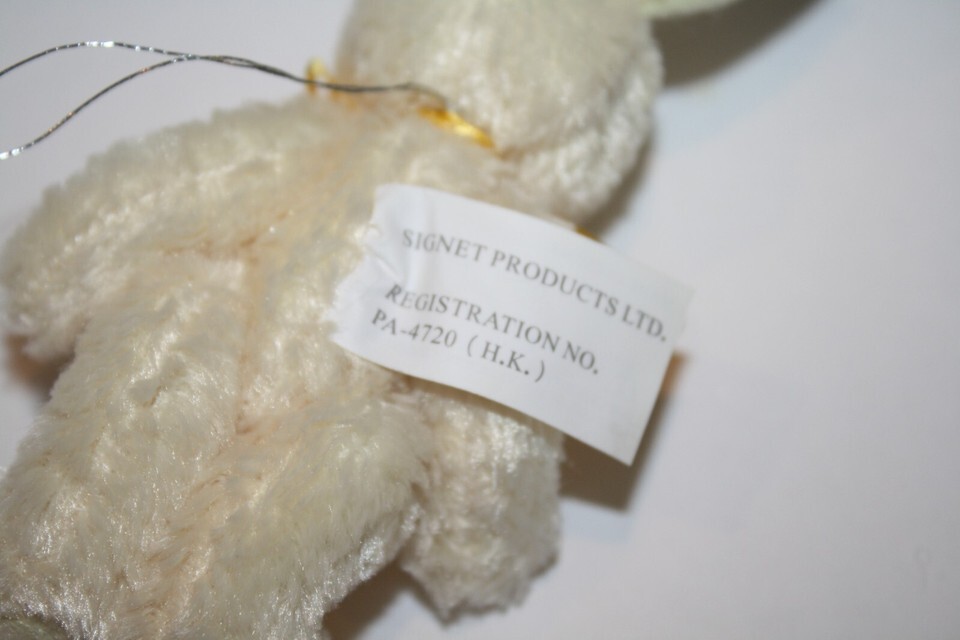 SIGNET PRODUCTS LTD.
REGISTRATION NO.
PA-4720 (H.K.)